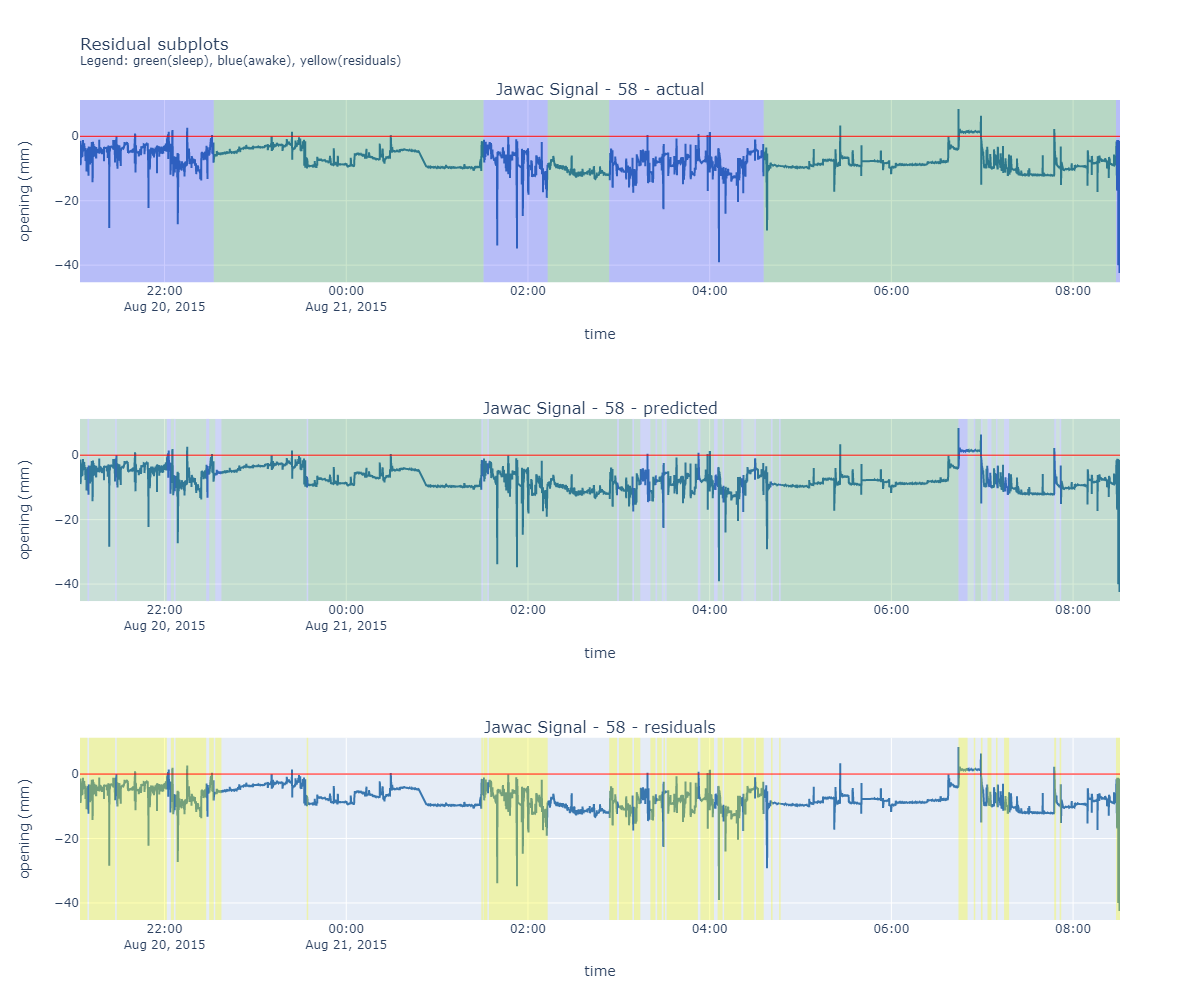 Residual subplots
Legend: green(sleep), blue(awake), yellow(residuals)
Jawac Signal - 58 - actual
opening (mm)
0
−20
−40
22:00
Aug 20, 2015
00:00
Aug 21, 2015
02:00
04:00
06:00
08:00
time
Jawac Signal - 58 - predicted
opening (mm)
0
−20
−40
22:00
Aug 20, 2015
00:00
Aug 21, 2015
02:00
04:00
06:00
08:00
time
Jawac Signal - 58 - residuals
opening (mm)
0
−20
−40
22:00
Aug 20, 2015
00:00
Aug 21, 2015
02:00
04:00
06:00
08:00
time